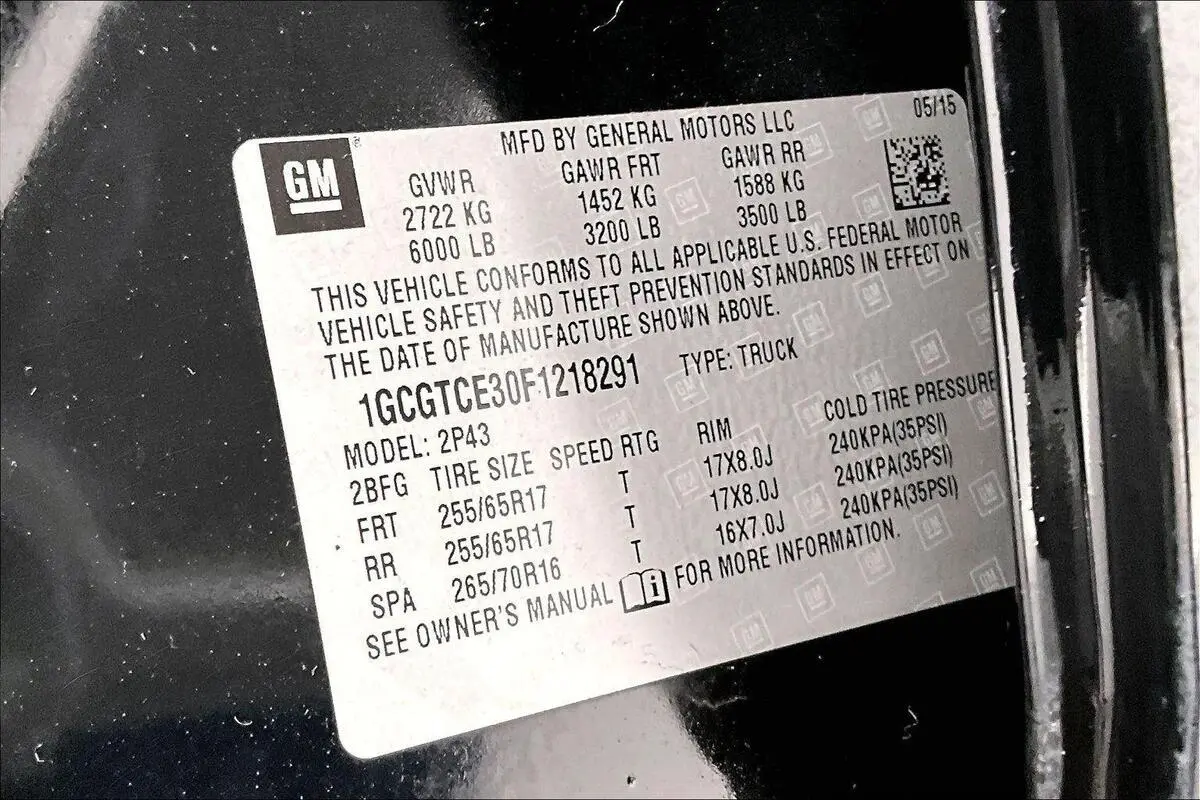 GM
MFD BY GENERAL MOTORS LLC 05/15
GVWR GAWR FRT GAWR RR
2722 KG 1452 KG 1588 KG
6000 LB 3200 LB 3500 LB
THIS VEHICLE CONFORMS TO ALL APPLICABLE U.S. FEDERAL MOTOR
VEHICLE SAFETY AND THEFT PREVENTION STANDARDS IN EFFECT ON
THE DATE OF MANUFACTURE SHOWN ABOVE.
1GCGTCE30F1218291 TYPE: TRUCK
MODEL: 2P43
2BFG TIRE SIZE SPEED RTG RIM COLD TIRE PRESSURE
FRT 255/65R17 T 17X8.0J 240KPA(35PSI)
RR 255/65R17 T 17X8.0J 240KPA(35PSI)
SPA 265/70R16 T 16X7.0J 240KPA(35PSI)
SEE OWNER'S MANUAL FOR MORE INFORMATION.